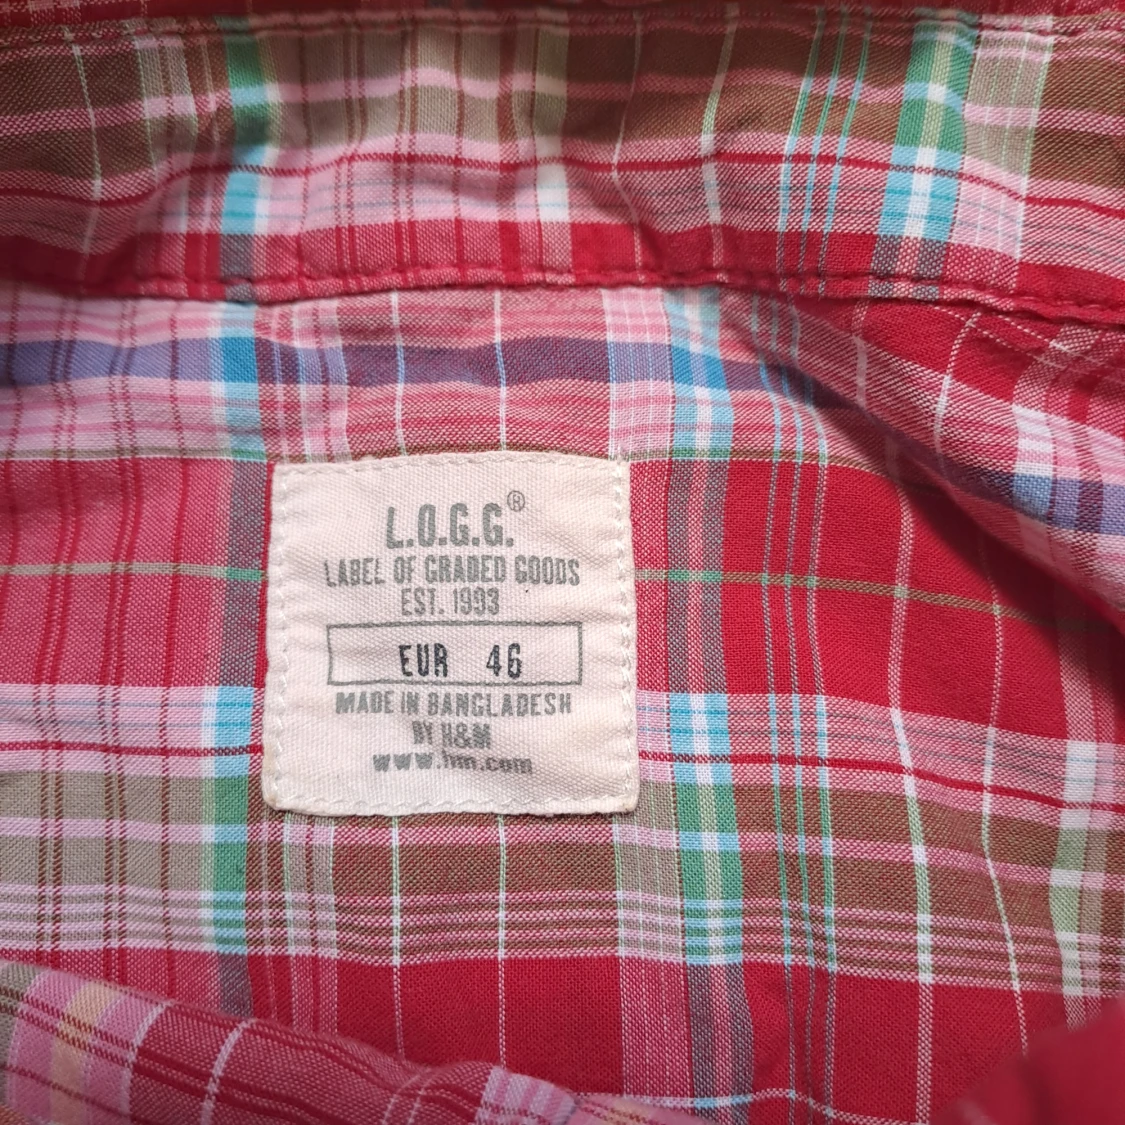 L.O.G.G.®
LABEL OF GRADED GOODS
EST. 1993
EUR 46
MADE IN BANGLADESH
BY H&M
www.hm.com